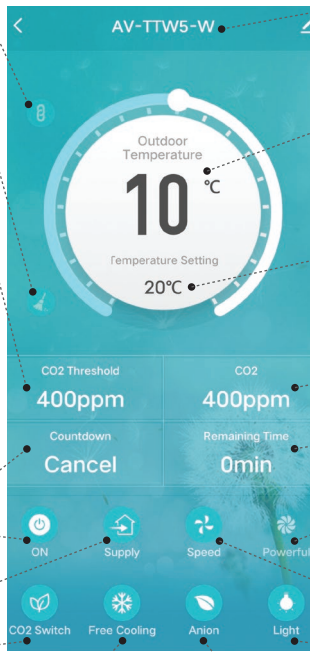 AV-TTW5-W
Outdoor
Temperature
10 °C
Temperature Setting
20°C
CO2 Threshold
CO2
400ppm
400ppm
Countdown
Remaining Time
Cancel
0min
ON
Supply
Speed
Powerful
CO2 Switch
Free Cooling
Anion
Light